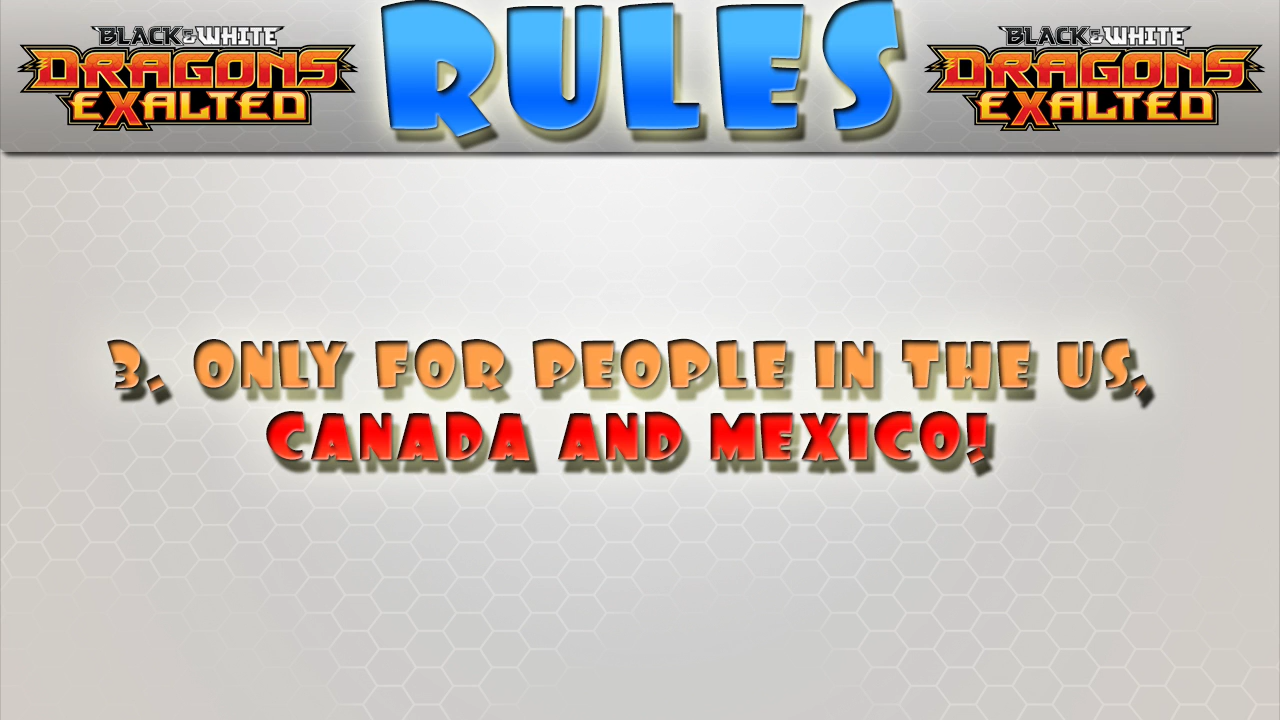 BLACK & WHITE
DRAGONS
EXALTED
RULES
BLACK & WHITE
DRAGONS
EXALTED
3. ONLY FOR PEOPLE IN THE US,
CANADA AND MEXICO!